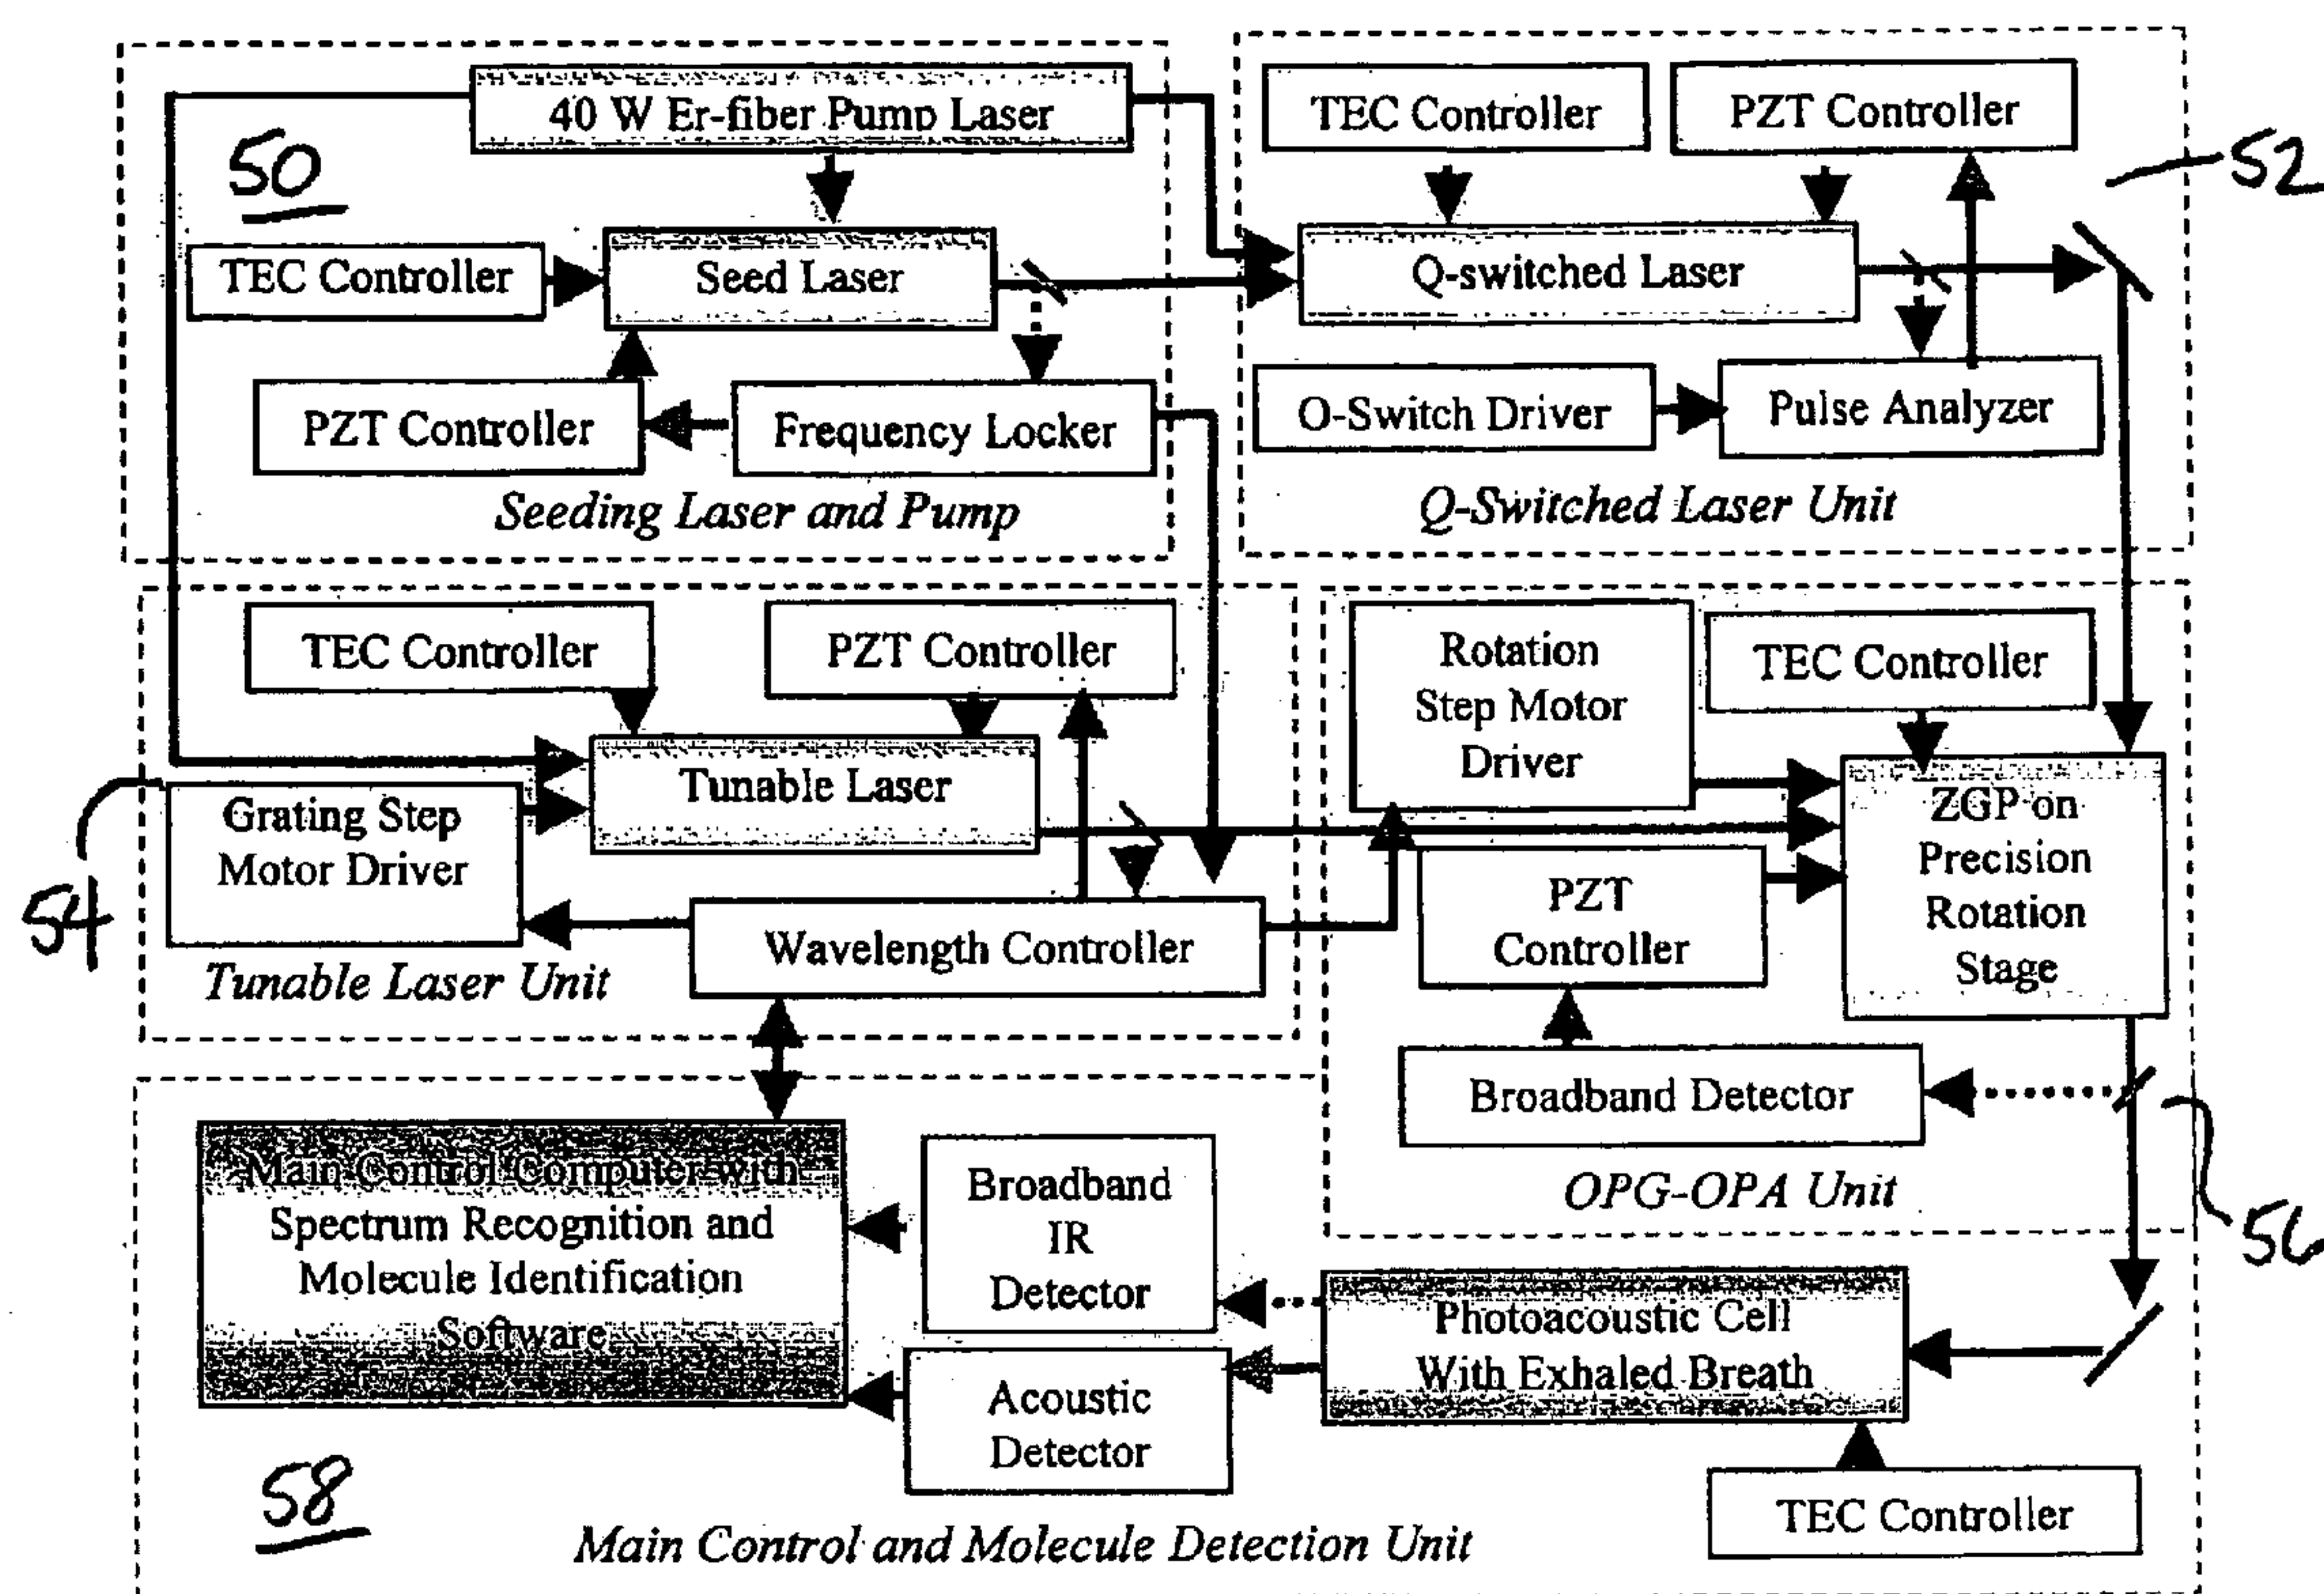 40 W Er-fiber Pump Laser
50
TEC Controller
Seed Laser
PZT Controller
Frequency Locker
Seeding Laser and Pump
TEC Controller
PZT Controller
52
Q-switched Laser
O-Switch Driver
Pulse Analyzer
Q-Switched Laser Unit
TEC Controller
PZT Controller
Tunable Laser
Grating Step
Motor Driver
54
Wavelength Controller
Tunable Laser Unit
Rotation
Step Motor
Driver
TEC Controller
ZGP on
Precision
Rotation
Stage
PZT
Controller
Broadband Detector
OPG-OPA Unit
56
Main Control Computer with
Spectrum Recognition and
Molecule Identification
Software
Broadband
IR
Detector
Acoustic
Detector
Photoacoustic Cell
With Exhaled Breath
TEC Controller
58
Main Control and Molecule Detection Unit